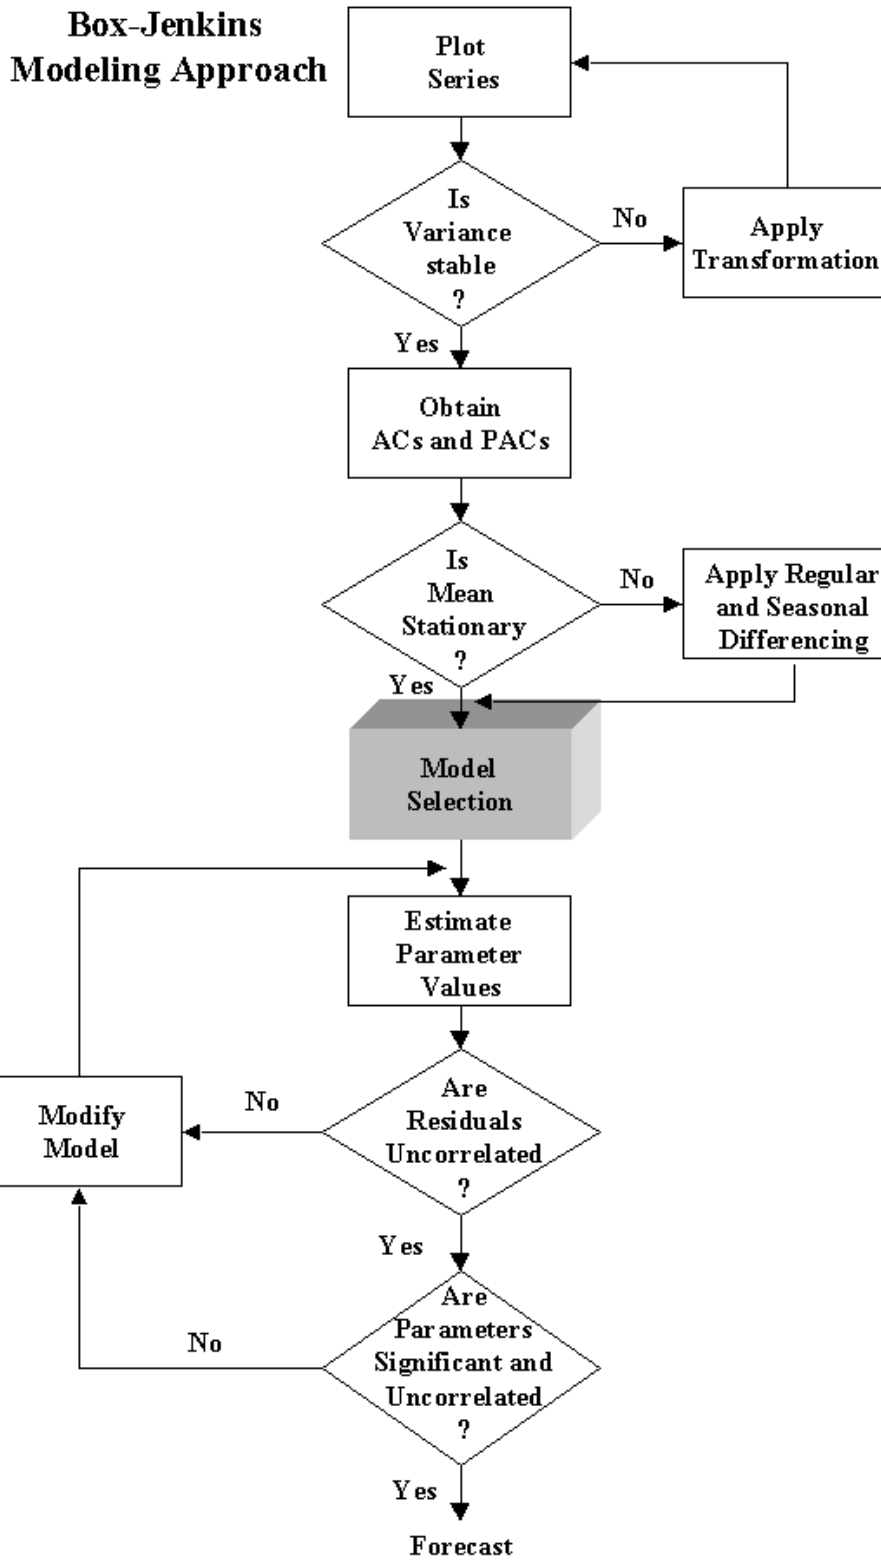 Box-Jenkins
Modeling Approach
Plot
Series
Is
Variance
stable
?
No
Apply
Transformation
Yes
Obtain
ACs and PACs
Is
Mean
Stationary
?
No
Apply Regular
and Seasonal
Differencing
Yes
Model
Selection
Estimate
Parameter
Values
Are
Residuals
Uncorrelated
?
No
Modify
Model
Yes
Are
Parameters
Significant and
Uncorrelated
?
No
Yes
Forecast